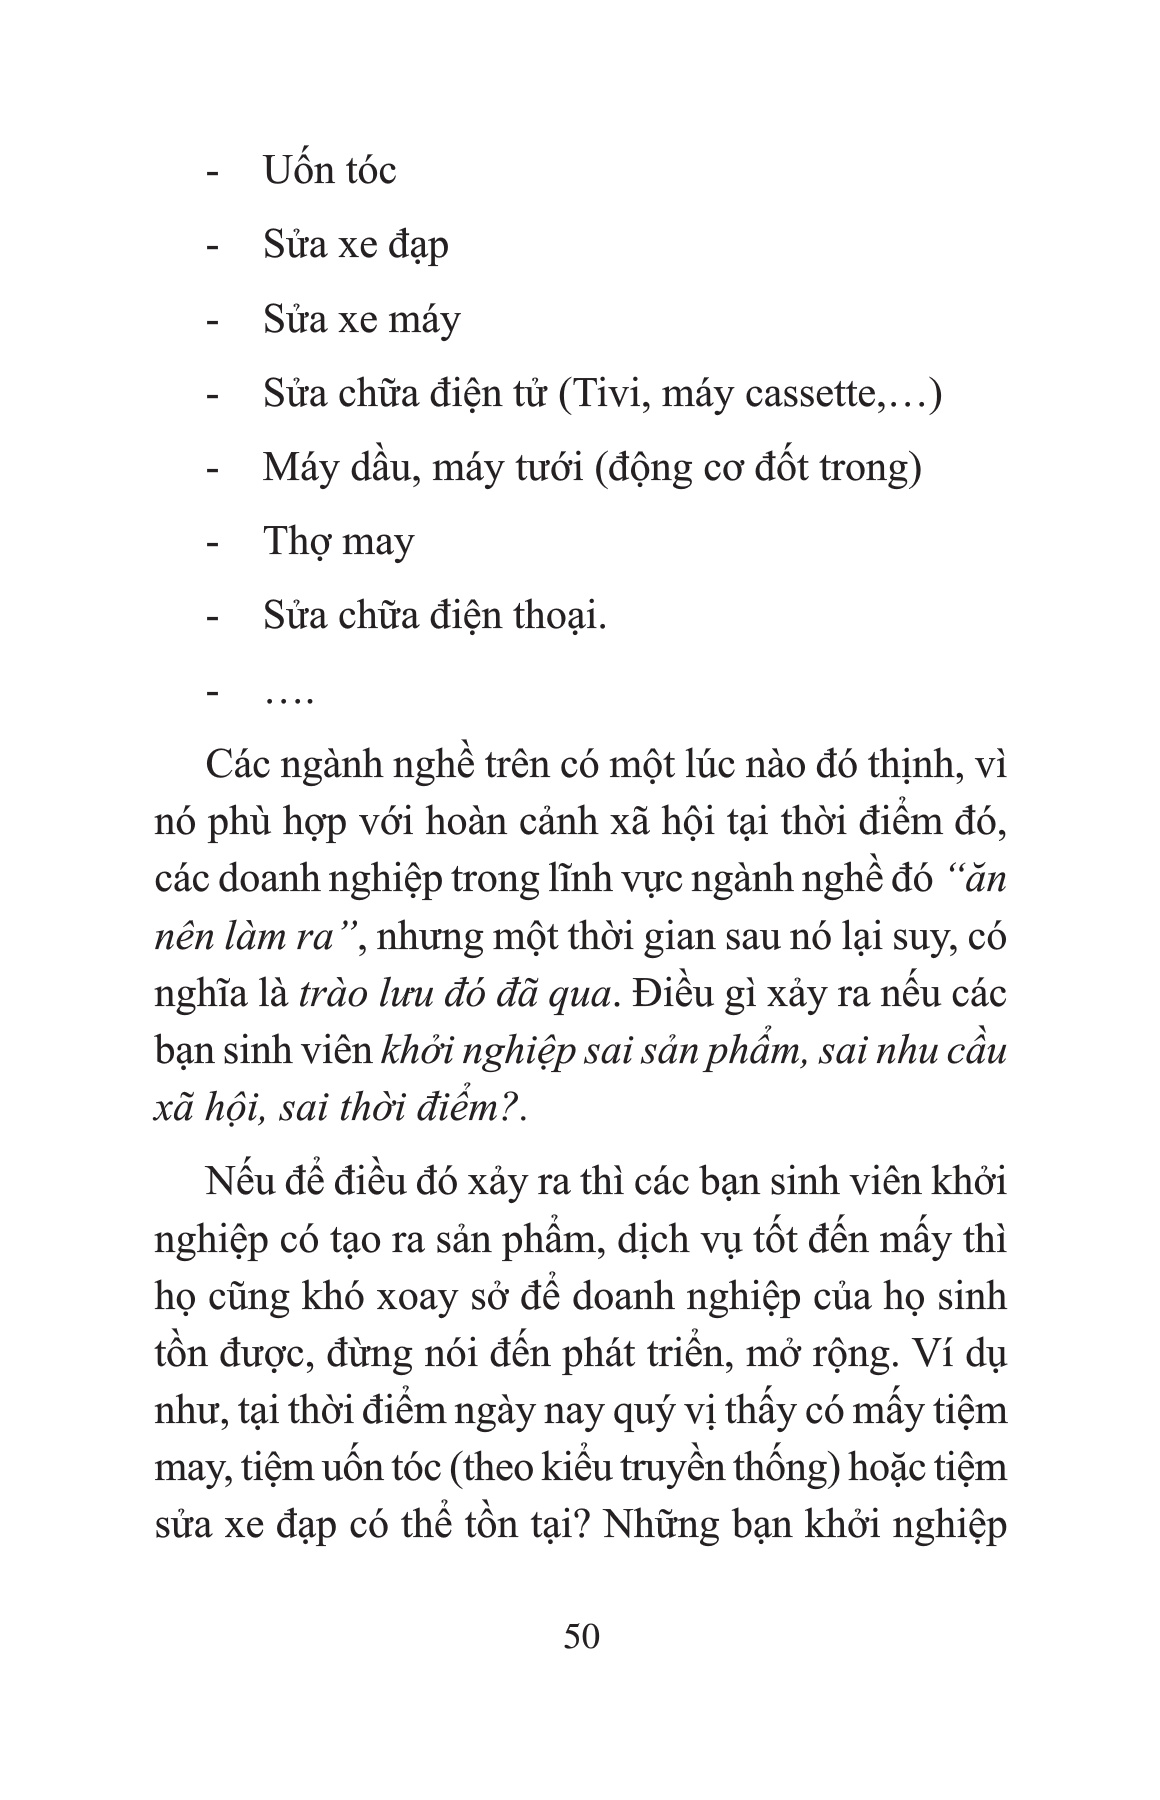 - Uốn tóc
- Sửa xe đạp
- Sửa xe máy
- Sửa chữa điện tử (Tivi, máy cassette,…)
- Máy dầu, máy tưới (động cơ đốt trong)
- Thợ may
- Sửa chữa điện thoại.
- ….
Các ngành nghề trên có một lúc nào đó thịnh, vì
nó phù hợp với hoàn cảnh xã hội tại thời điểm đó,
các doanh nghiệp trong lĩnh vực ngành nghề đó “ăn
nên làm ra”, nhưng một thời gian sau nó lại suy, có
nghĩa là trào lưu đó đã qua. Điều gì xảy ra nếu các
bạn sinh viên khởi nghiệp sai sản phẩm, sai nhu cầu
xã hội, sai thời điểm?.
Nếu để điều đó xảy ra thì các bạn sinh viên khởi
nghiệp có tạo ra sản phẩm, dịch vụ tốt đến mấy thì
họ cũng khó xoay sở để doanh nghiệp của họ sinh
tồn được, đừng nói đến phát triển, mở rộng. Ví dụ
như, tại thời điểm ngày nay quý vị thấy có mấy tiệm
may, tiệm uốn tóc (theo kiểu truyền thống) hoặc tiệm
sửa xe đạp có thể tồn tại? Những bạn khởi nghiệp
50